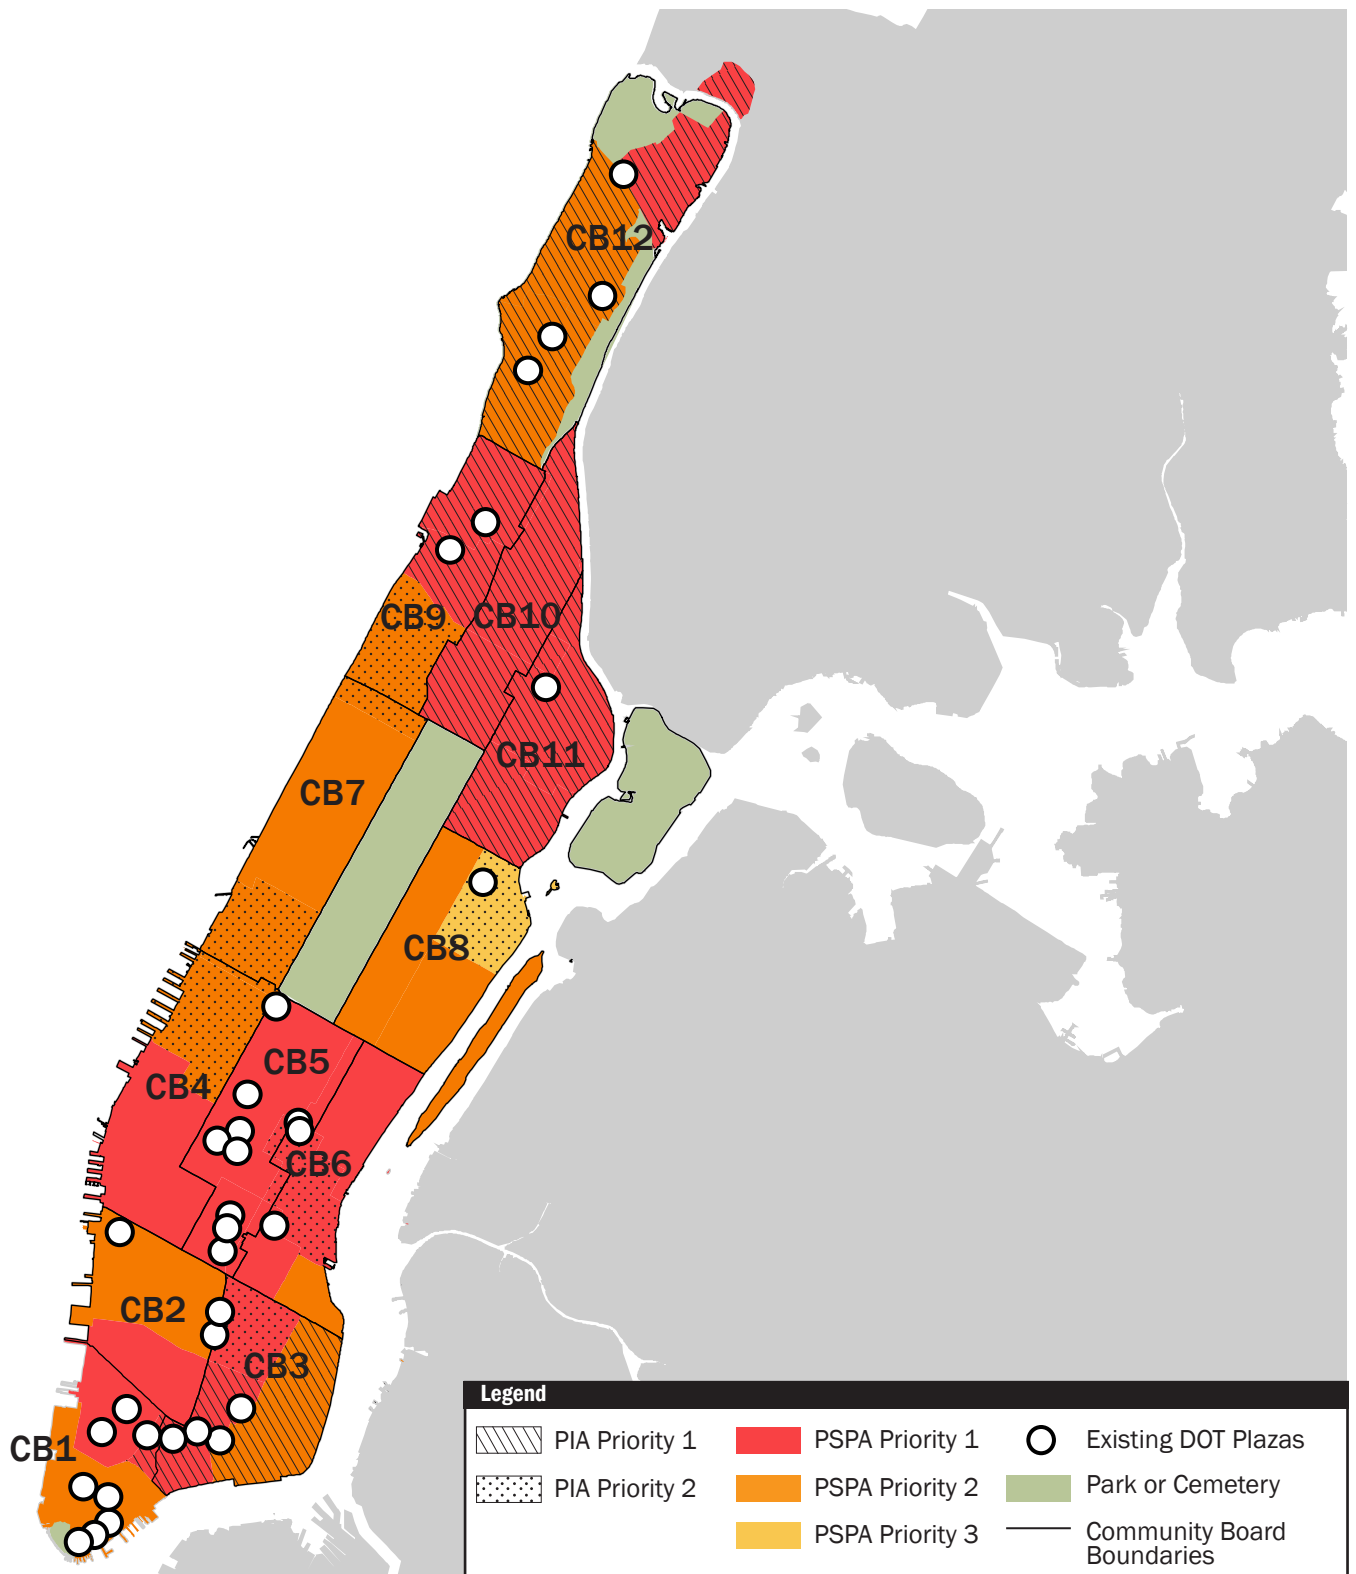 CB12
CB9
CB10
CB11
CB7
CB8
CB5
CB4
CB6
CB2
CB3
CB1
Legend
PIA Priority 1
PSPA Priority 1
Existing DOT Plazas
PIA Priority 2
PSPA Priority 2
Park or Cemetery
PSPA Priority 3
Community Board
Boundaries